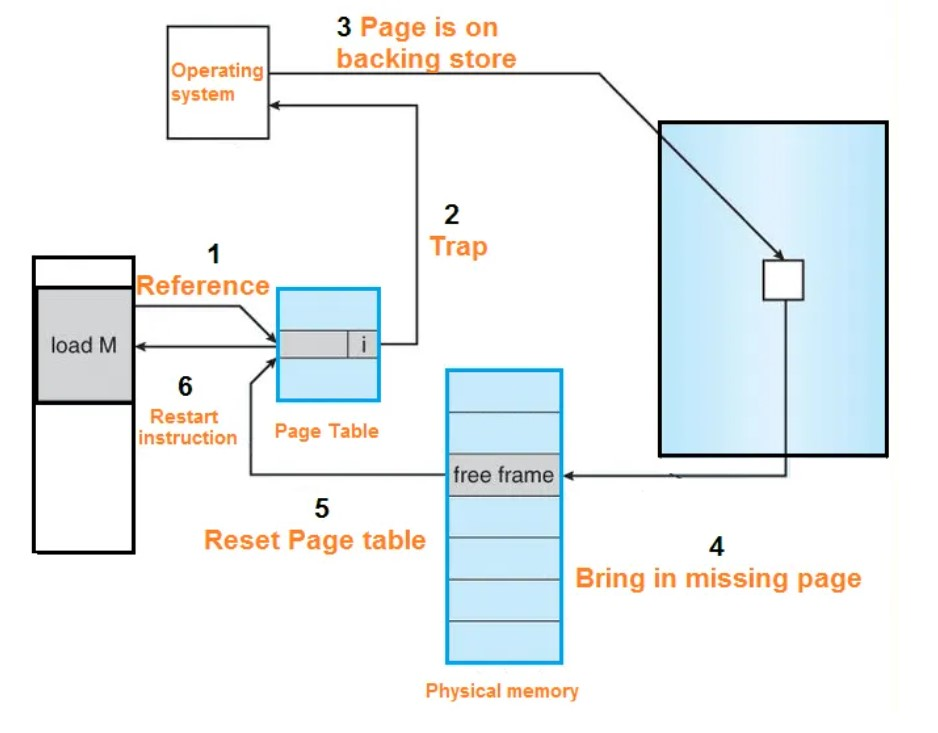 3 Page is on
backing store
Operating
system
2
Trap
1
Reference
load M
i
6
Restart
instruction
Page Table
free frame
5
Reset Page table
4
Bring in missing page
Physical memory